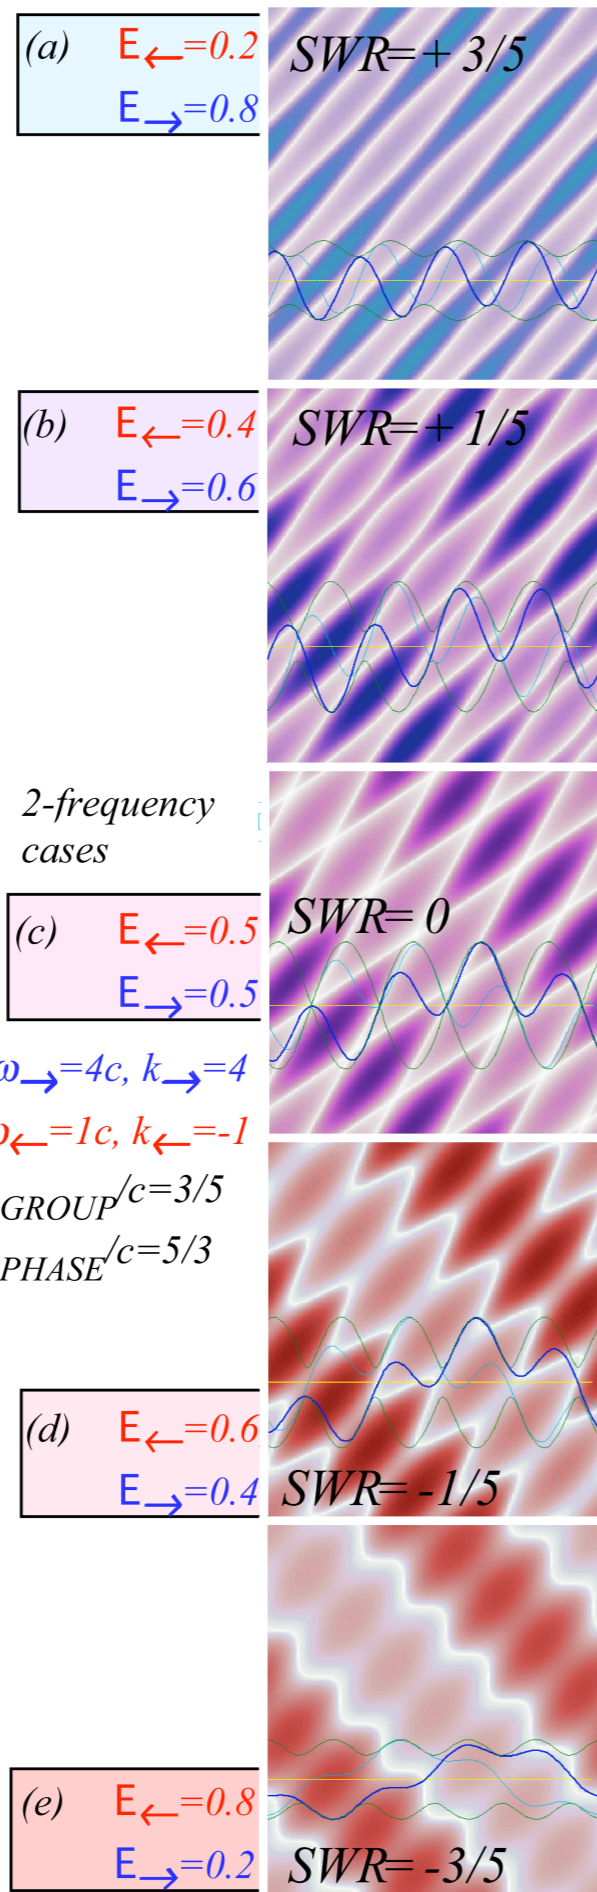 (a) E←=0.2
E→=0.8
SWR=+3/5
(b) E←=0.4
E→=0.6
SWR=+1/5
2-frequency
cases
(c) E←=0.5
E→=0.5
SWR=0
ω→=4c, k→=4
←=1c, k←=-1
GROUP/c=3/5
PHASE/c=5/3
(d) E←=0.6
E→=0.4
SWR=-1/5
(e) E←=0.8
E→=0.2
SWR=-3/5